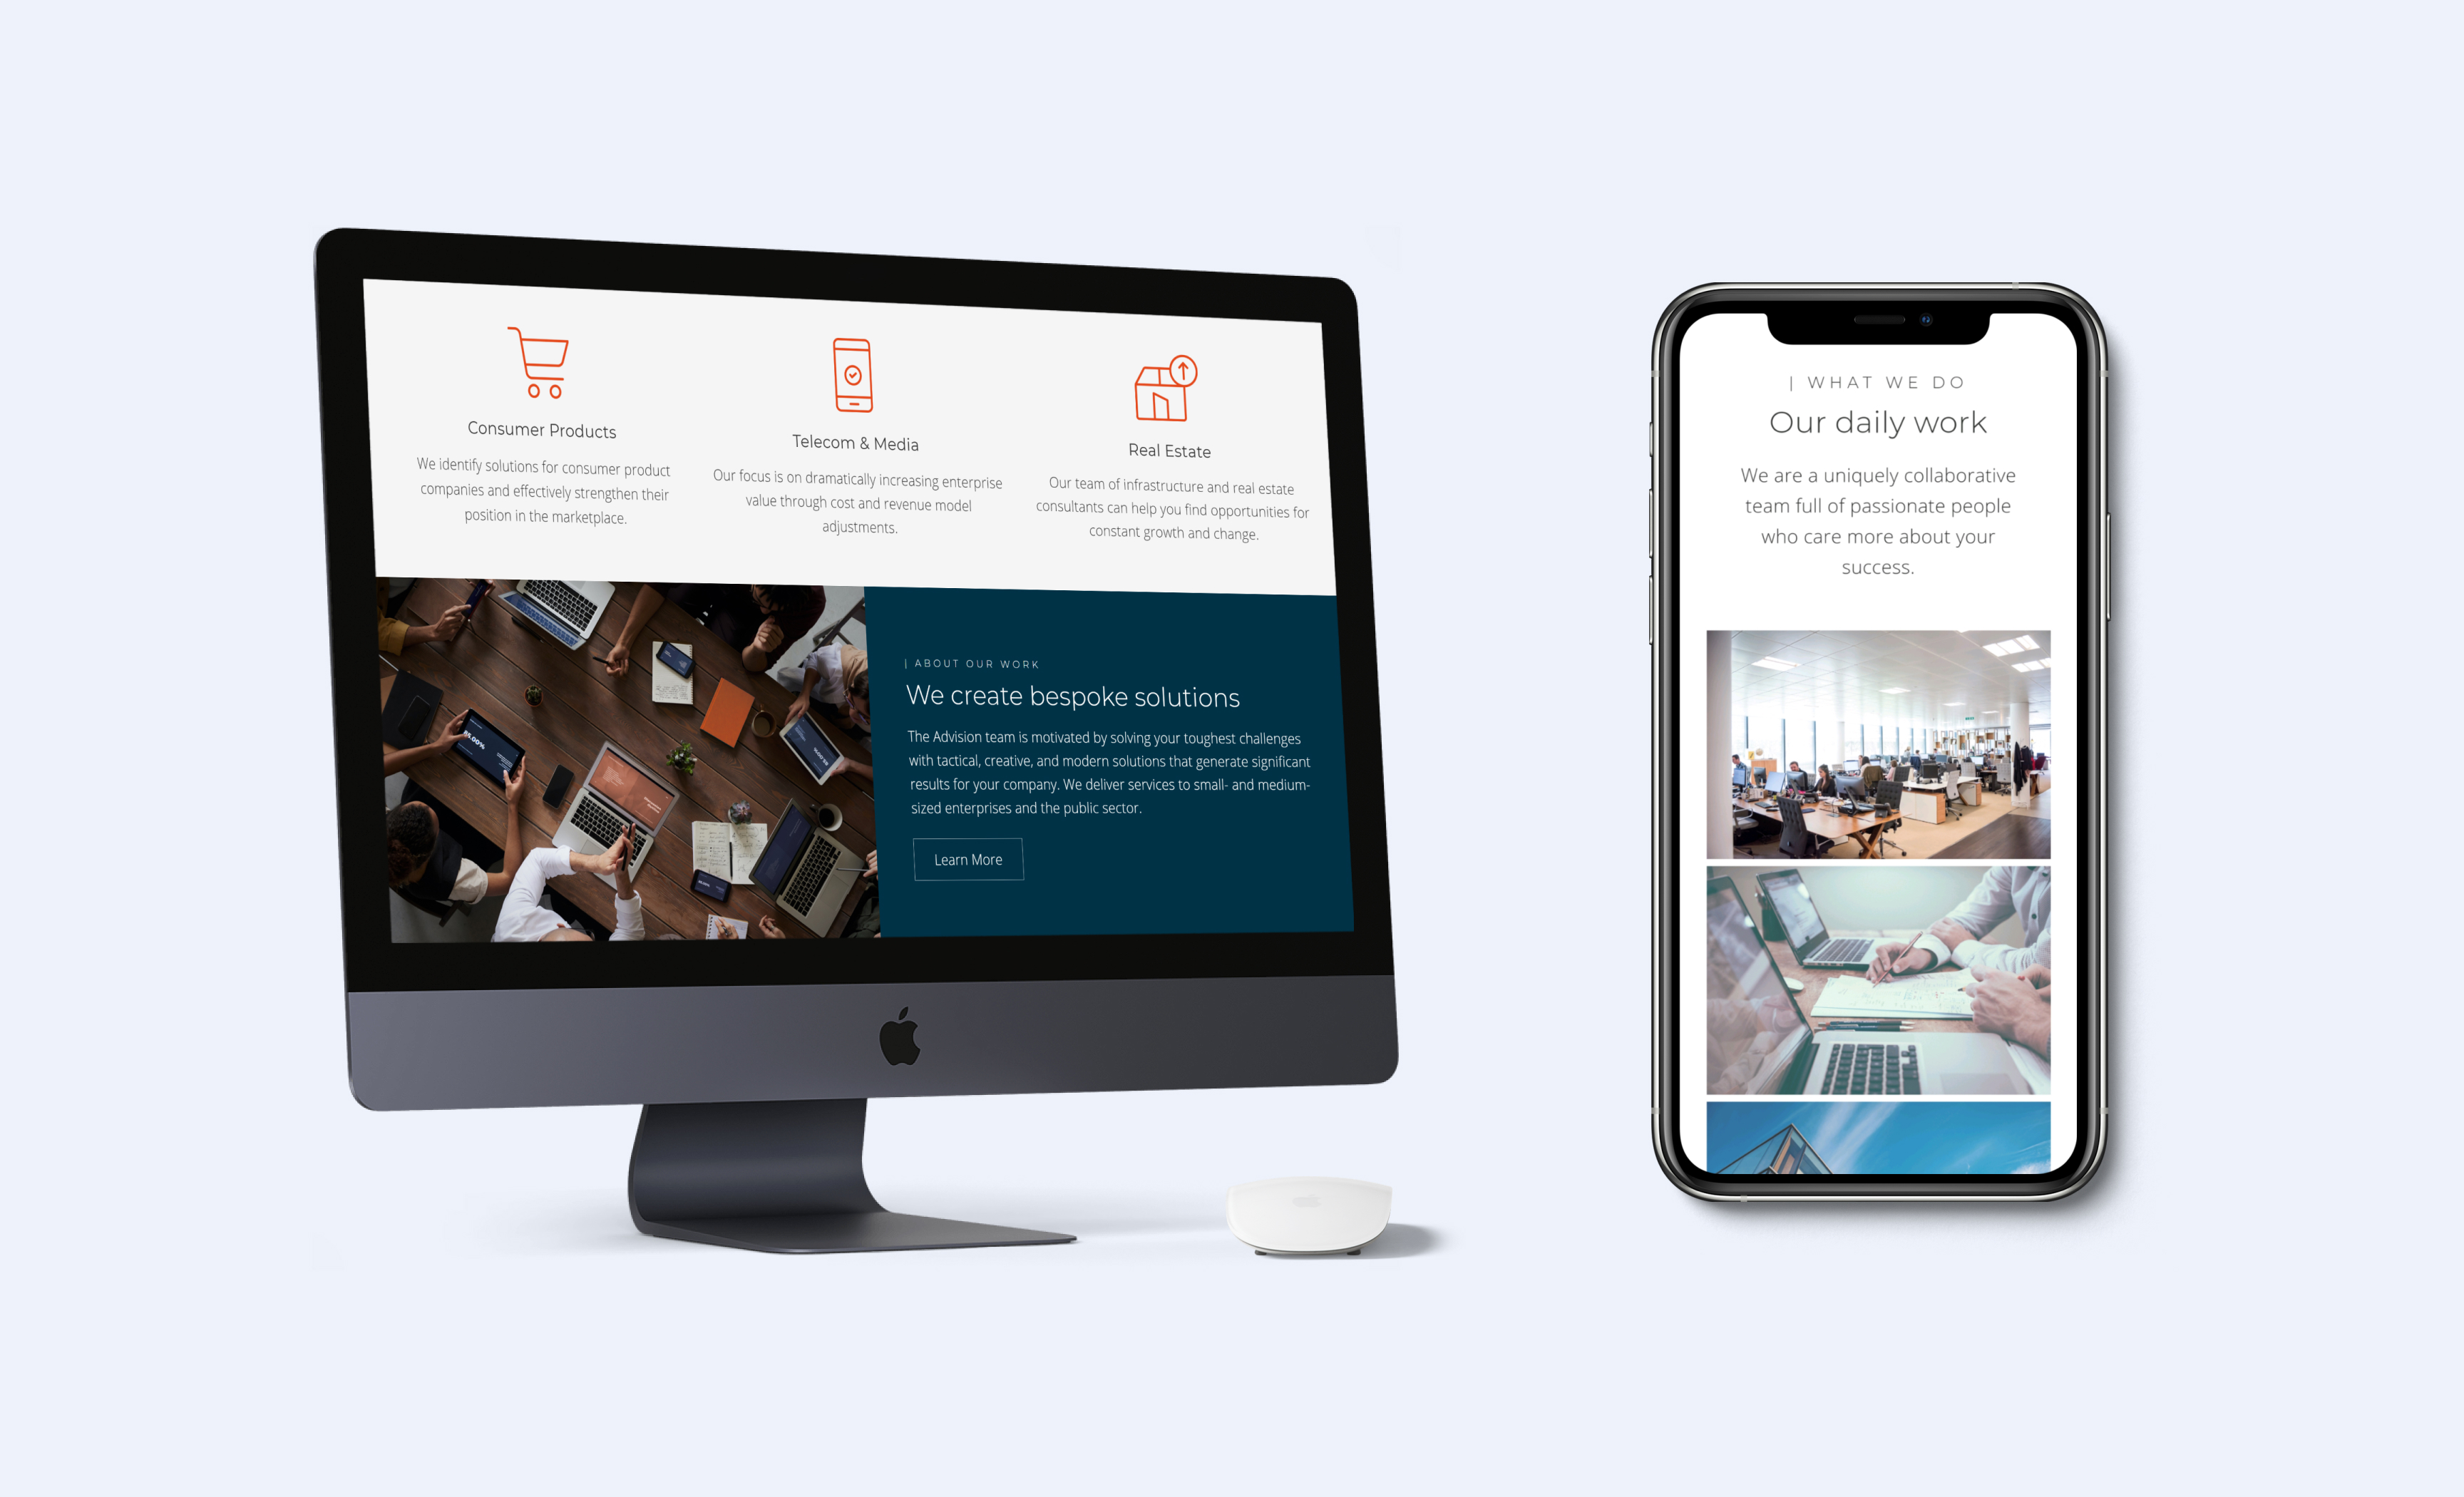 Consumer Products
We identify solutions for consumer product
companies and effectively strengthen their
position in the marketplace.
Telecom & Media
Our focus is on dramatically increasing enterprise
value through cost and revenue model
adjustments.
Real Estate
Our team of infrastructure and real estate
consultants can help you find opportunities for
constant growth and change.
85.00%
| ABOUT OUR WORK
We create bespoke solutions
The Advision team is motivated by solving your toughest challenges
with tactical, creative, and modern solutions that generate significant
results for your company. We deliver services to small- and medium-
sized enterprises and the public sector.
Learn More
| WHAT WE DO
Our daily work
We are a uniquely collaborative
team full of passionate people
who care more about your
success.